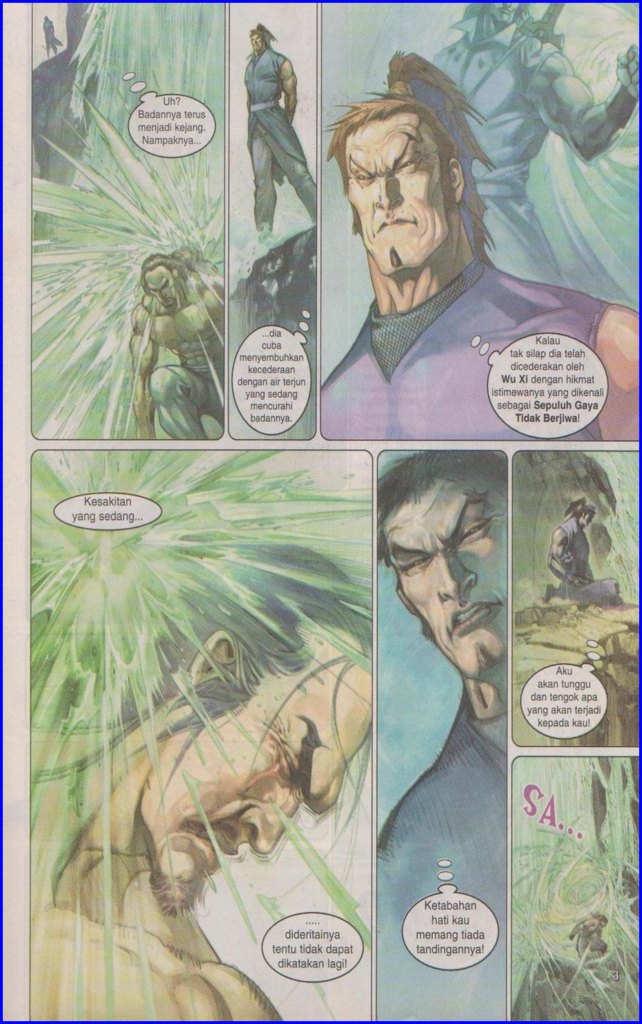 Uh?
Badannya terus
menjadi kejang.
Nampaknya...
...dia
cuba
menyembuhkan
kecederaan
dengan air terjun
yang sedang
mencurahi
badannya.
Kalau
tak silap dia telah
dicederakan oleh
Wu Xi dengan hikmat
istimewanya yang dikenali
sebagai Sepuluh Gaya
Tidak Berjiwa!
Kesakitan
yang sedang...
.....
dideritainya
tentu tidak dapat
dikatakan lagi!
Ketabahan
hati kau
memang tiada
tandingannya!
Aku
akan tunggu
dan tengok apa
yang akan terjadi
kepada kau!
SA...
3